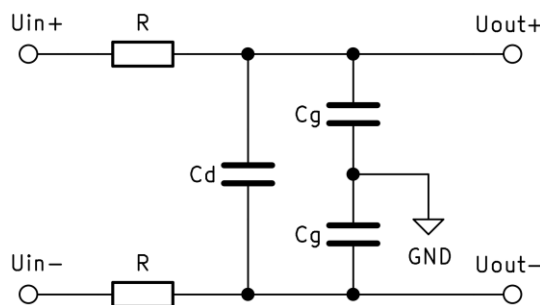 Uin+
R
Uout+
Cg
Cd
Cg
GND
Uin-
R
Uout-